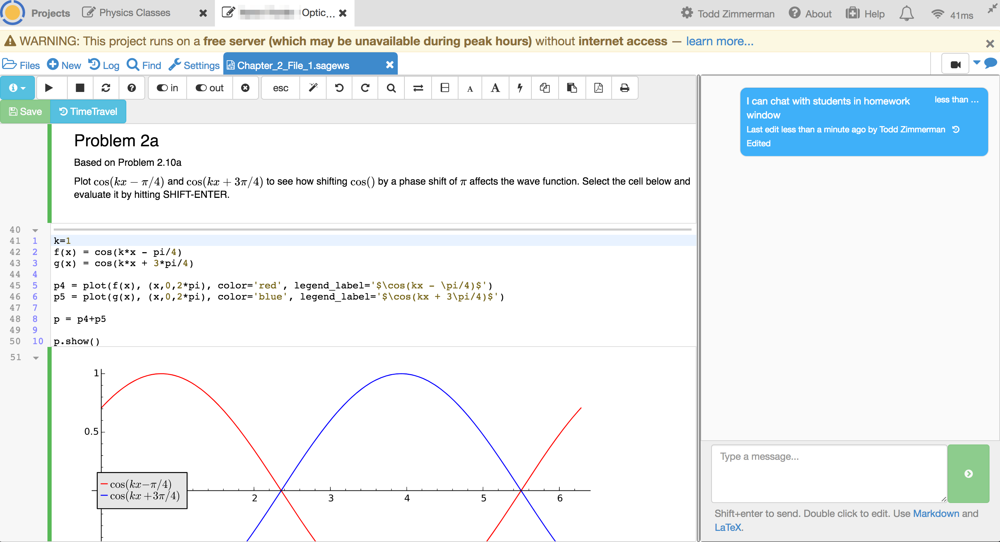 Projects Physics Classes Optic... Todd Zimmerman About Help 41ms
WARNING: This project runs on a free server (which may be unavailable during peak hours) without internet access — learn more...
Files New Log Find Settings Chapter_2_File_1.sagews
in out esc A A
Save TimeTravel
Problem 2a
Based on Problem 2.10a
Plot cos(kx − π/4) and cos(kx + 3π/4) to see how shifting cos() by a phase shift of π affects the wave function. Select the cell below and
evaluate it by hitting SHIFT-ENTER.
40
41 1 k=1
42 2 f(x) = cos(k*x - pi/4)
43 3 g(x) = cos(k*x + 3*pi/4)
44 4
45 5 p4 = plot(f(x), (x,0,2*pi), color='red', legend_label='$\cos(kx - \pi/4)$')
46 6 p5 = plot(g(x), (x,0,2*pi), color='blue', legend_label='$\cos(kx + 3\pi/4)$')
47 7
48 8 p = p4+p5
49 9
50 10 p.show()
51
1
0.5
cos(kx−π/4)
cos(kx+3π/4)
2 3 4 5 6
I can chat with students in homework less than ...
window
Last edit less than a minute ago by Todd Zimmerman
Edited
Type a message...
Shift+enter to send. Double click to edit. Use Markdown and
LaTeX.